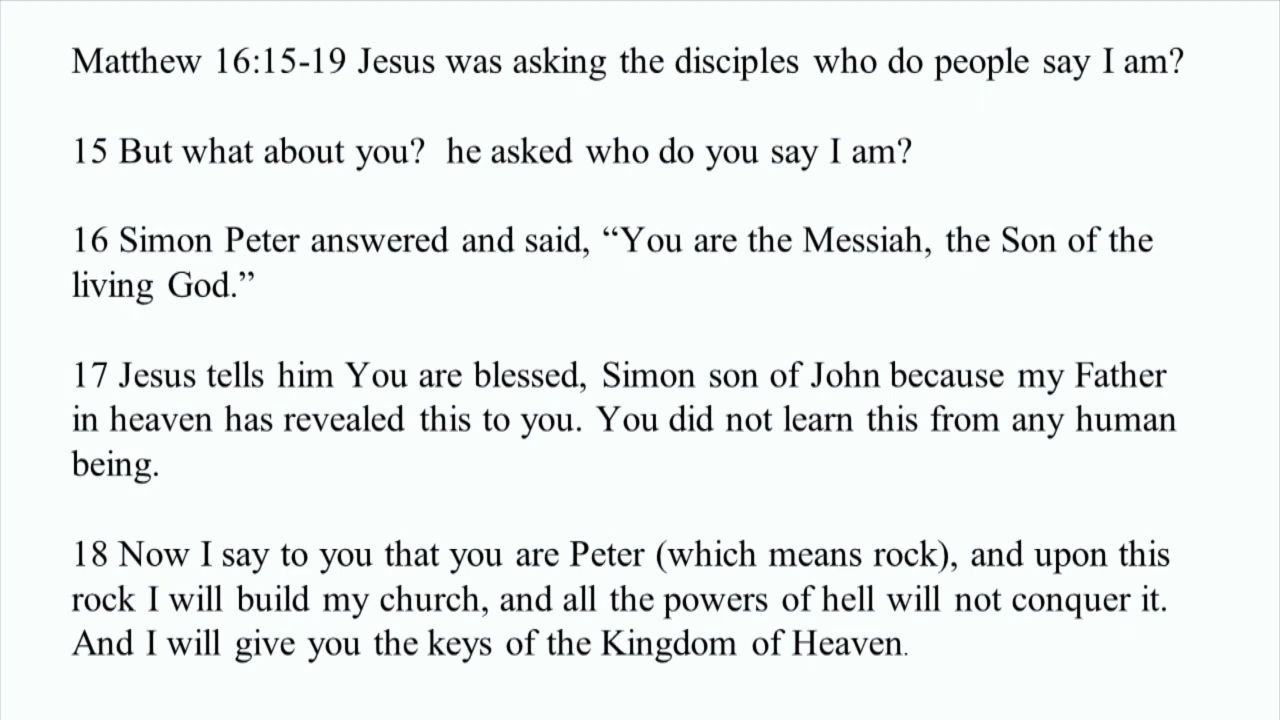 Matthew 16:15-19 Jesus was asking the disciples who do people say I am?
15 But what about you?  he asked who do you say I am?
16 Simon Peter answered and said, “You are the Messiah, the Son of the
living God.”
17 Jesus tells him You are blessed, Simon son of John because my Father
in heaven has revealed this to you. You did not learn this from any human
being.
18 Now I say to you that you are Peter (which means rock), and upon this
rock I will build my church, and all the powers of hell will not conquer it.
And I will give you the keys of the Kingdom of Heaven.